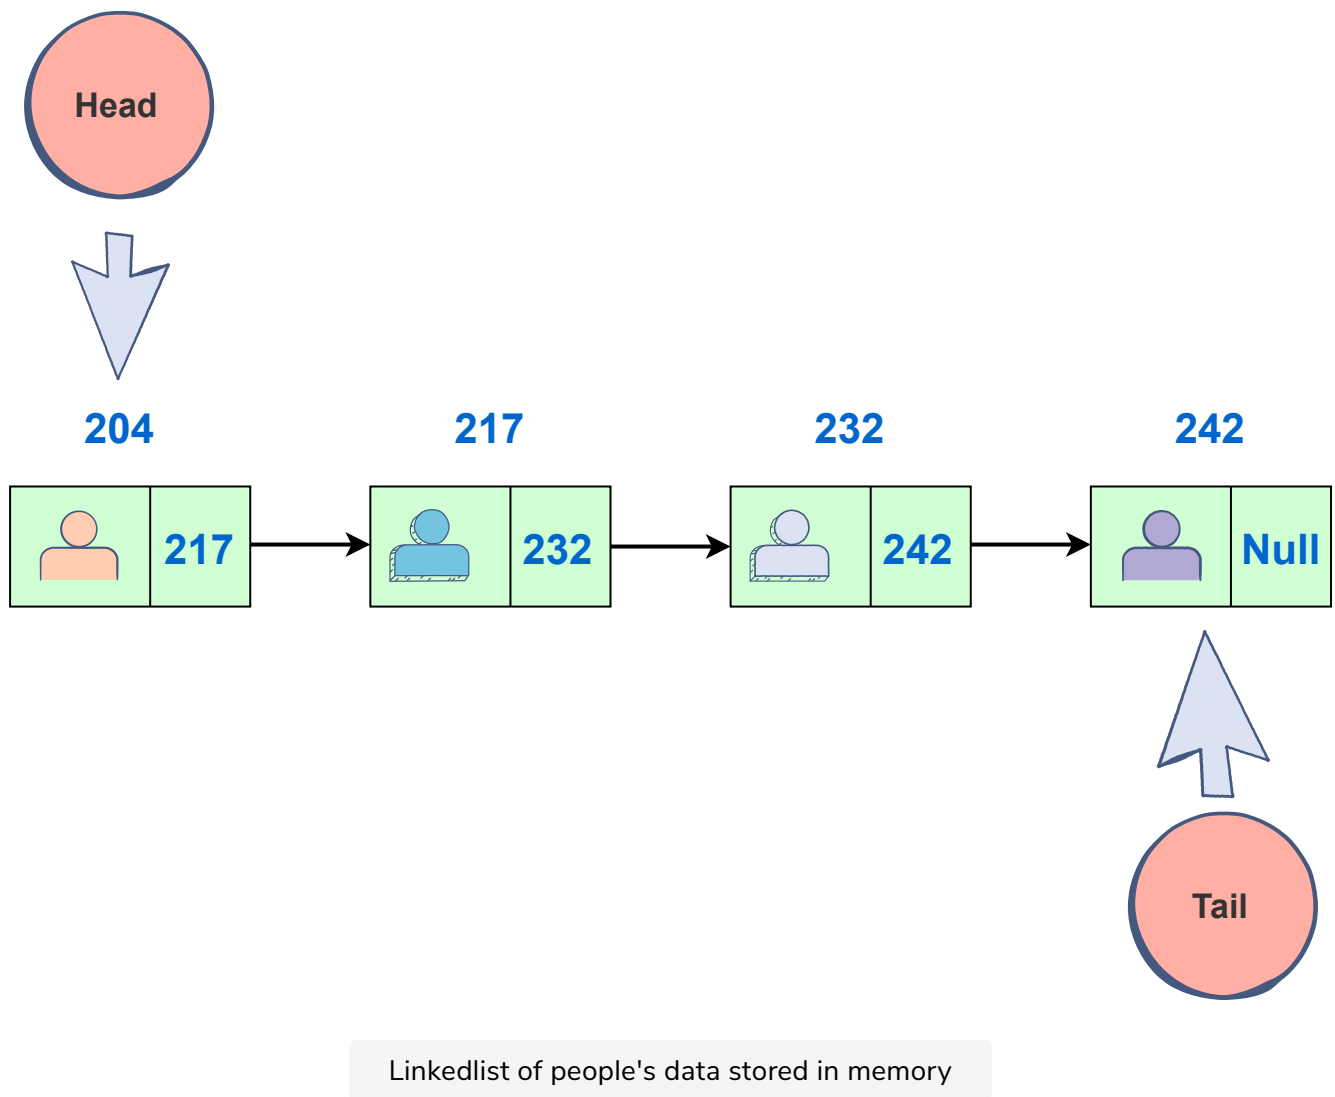 Head
204 217 232 242
217 232 242 Null
Tail
Linkedlist of people's data stored in memory